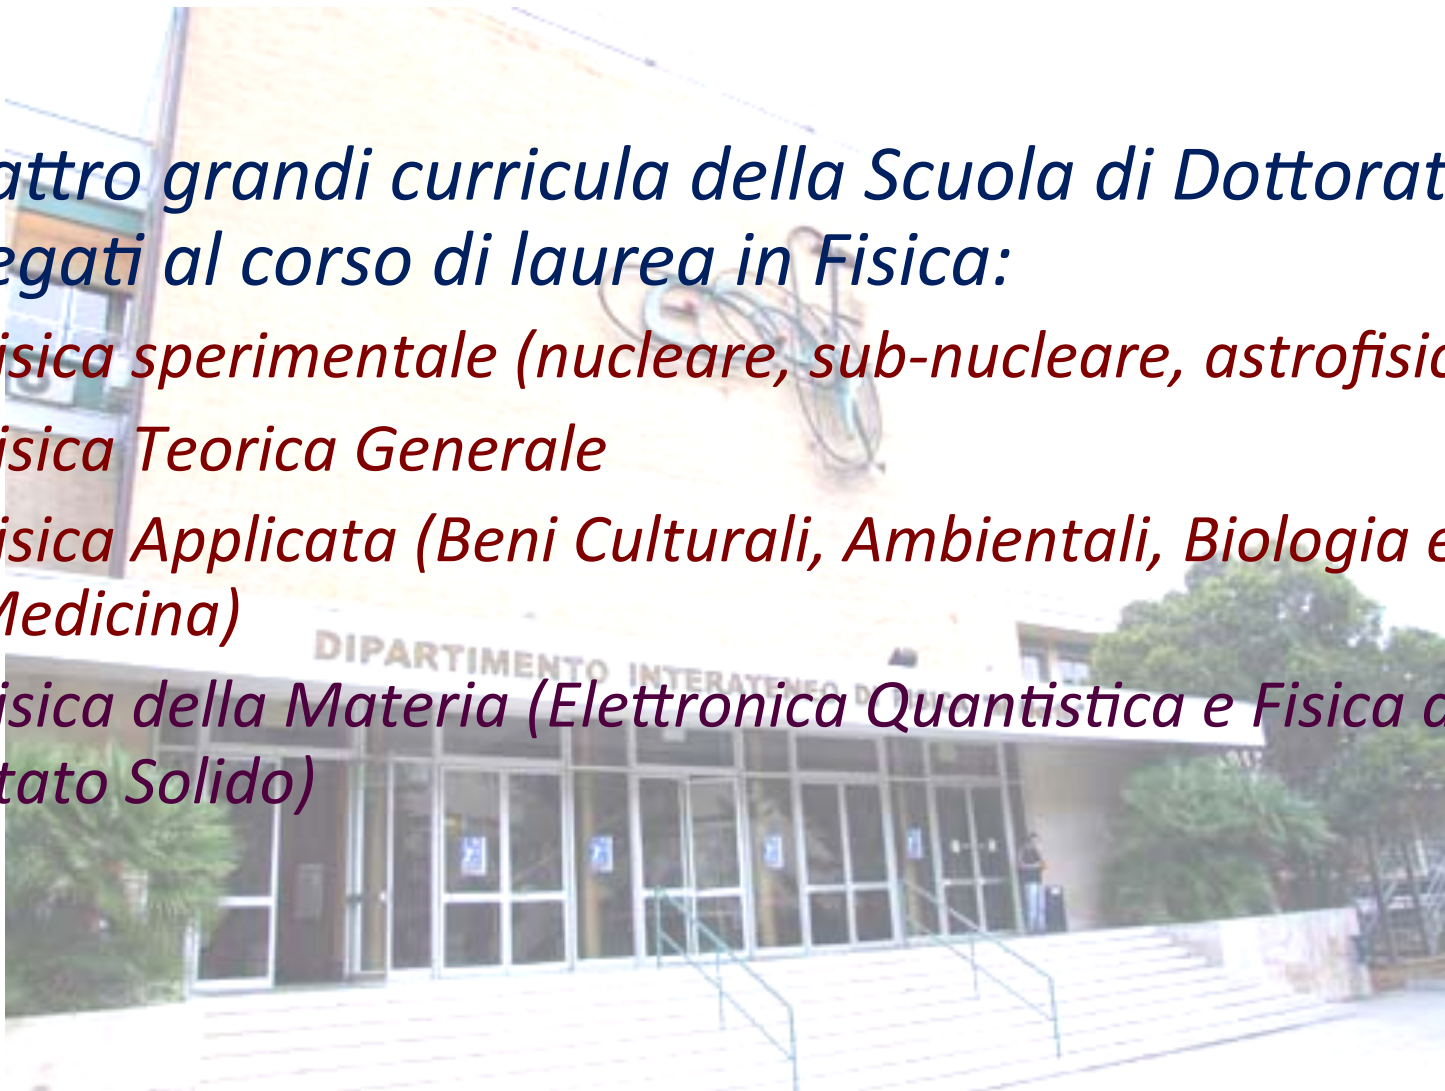 attro grandi curricula della Scuola di Dottorat
egati al corso di laurea in Fisica:
isica sperimentale (nucleare, sub-nucleare, astrofisic
isica Teorica Generale
isica Applicata (Beni Culturali, Ambientali, Biologia e
Medicina)
DIPARTIMENTO INTERATENEO DI
isica della Materia (Elettronica Quantistica e Fisica d
tato Solido)